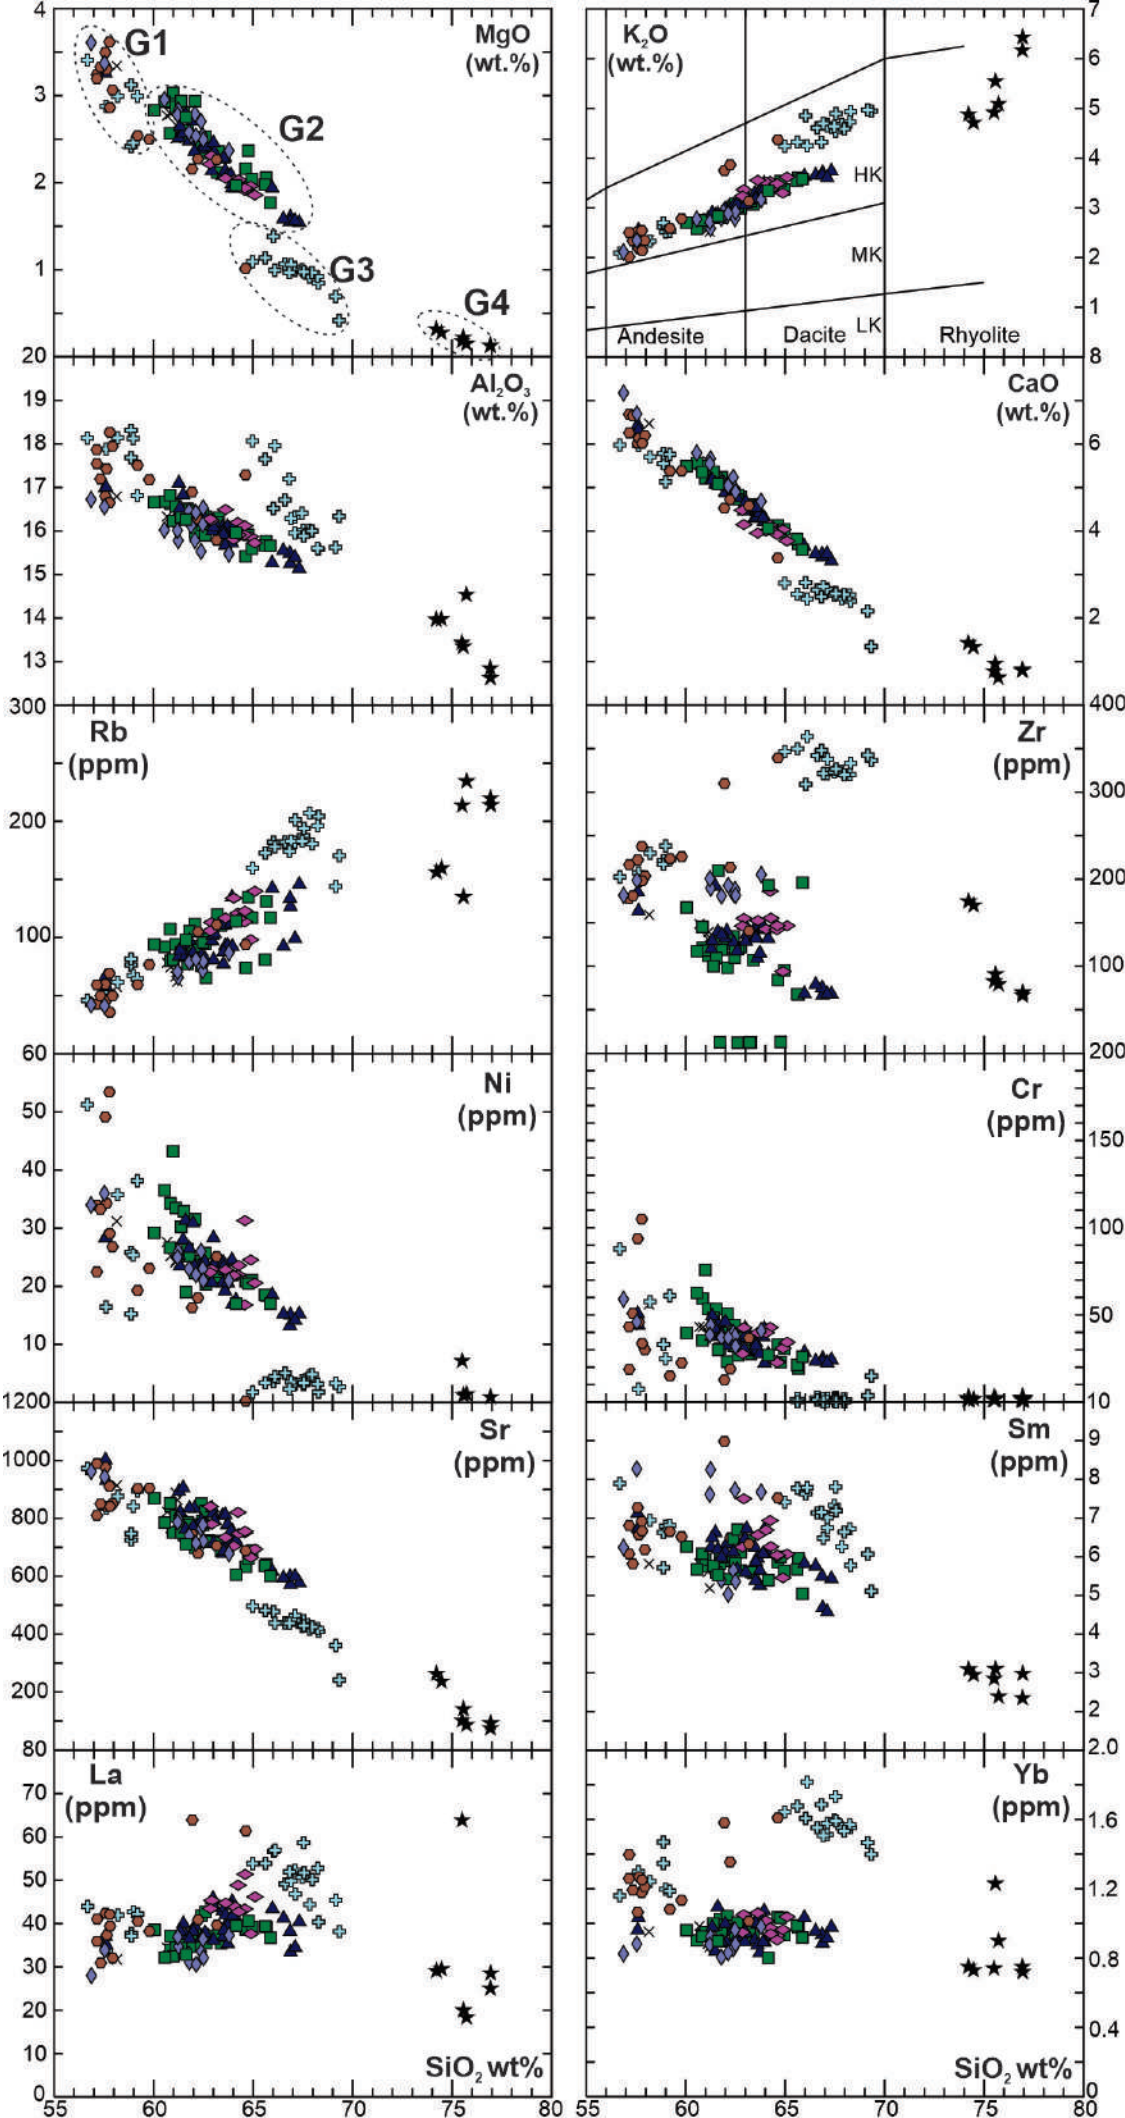 4
3
2
1
20
MgO
(wt.%)
G1
G2
G3
G4
K2O
(wt.%)
HK
MK
LK
Andesite
Dacite
Rhyolite
7
6
5
4
3
2
1
8
19
18
17
16
15
14
13
300
Al2O3
(wt.%)
CaO
(wt.%)
6
4
2
400
Rb
(ppm)
200
100
60
Zr
(ppm)
300
200
100
200
Ni
(ppm)
50
40
30
20
10
1200
Cr
(ppm)
150
100
50
10
Sr
(ppm)
1000
800
600
400
200
80
Sm
(ppm)
9
8
7
6
5
4
3
2
2.0
La
(ppm)
70
60
50
40
30
20
10
0
SiO2 wt%
55 60 65 70 75 80
Yb
(ppm)
1.6
1.2
0.8
0.4
0
SiO2 wt%
55 60 65 70 75 80